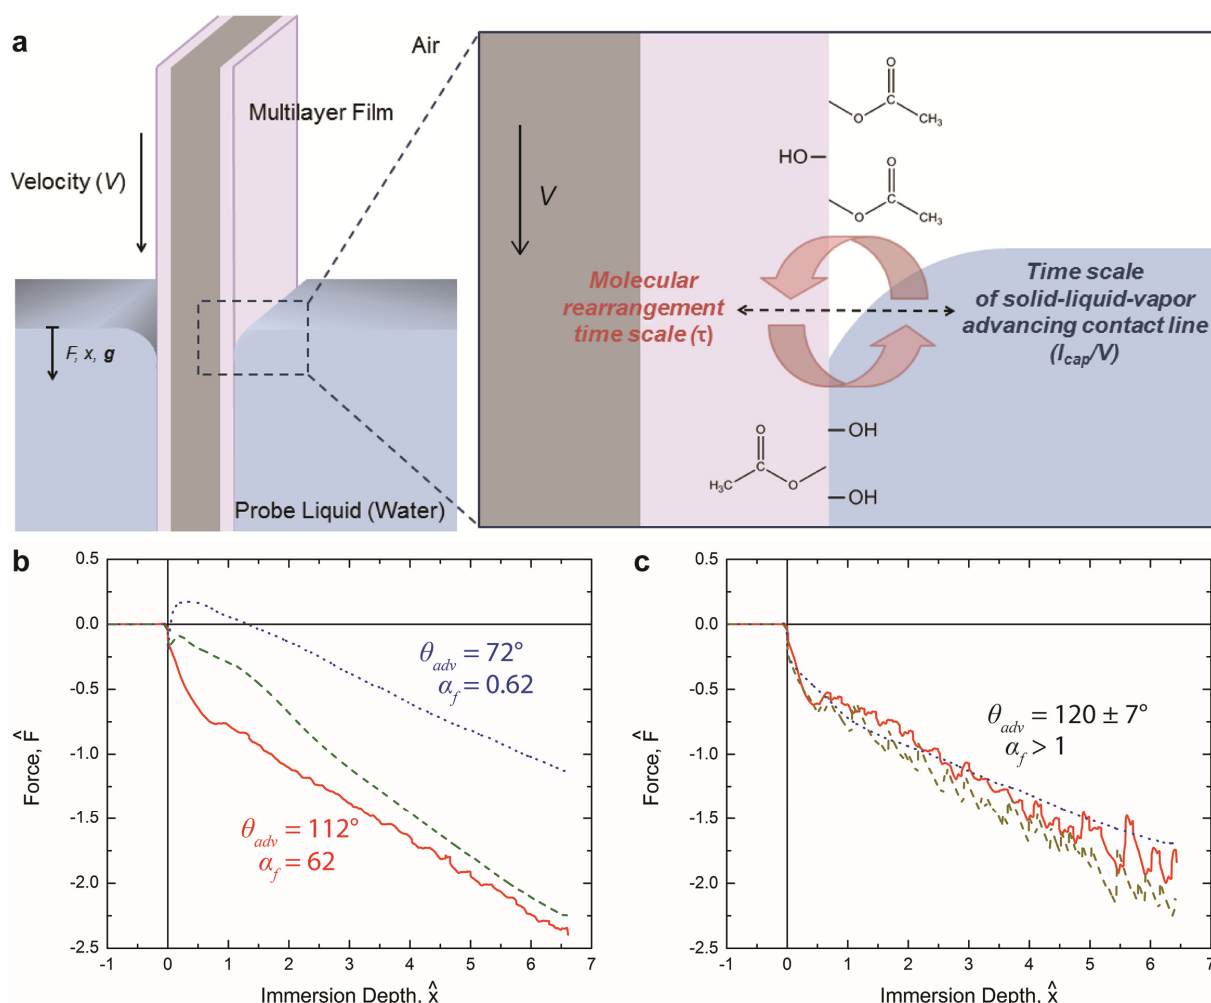 a
Air
Multilayer Film
Velocity (V)
F, x, g
Probe Liquid (Water)
V
O
C
O
CH₃
HO
O
C
O
CH₃
Molecular
rearrangement
time scale (τ)
Time scale
of solid-liquid-vapor
advancing contact line
(l_cap/V)
OH
O
C
H₃C
O
OH
b
0.5
0.0
-0.5
-1.0
-1.5
-2.0
-2.5
Force, F̂
θ_adv = 72°
α_f = 0.62
θ_adv = 112°
α_f = 62
-1 0 1 2 3 4 5 6 7
Immersion Depth, x̂
c
0.5
0.0
-0.5
-1.0
-1.5
-2.0
-2.5
Force, F̂
θ_adv = 120 ± 7°
α_f > 1
-1 0 1 2 3 4 5 6 7
Immersion Depth, x̂